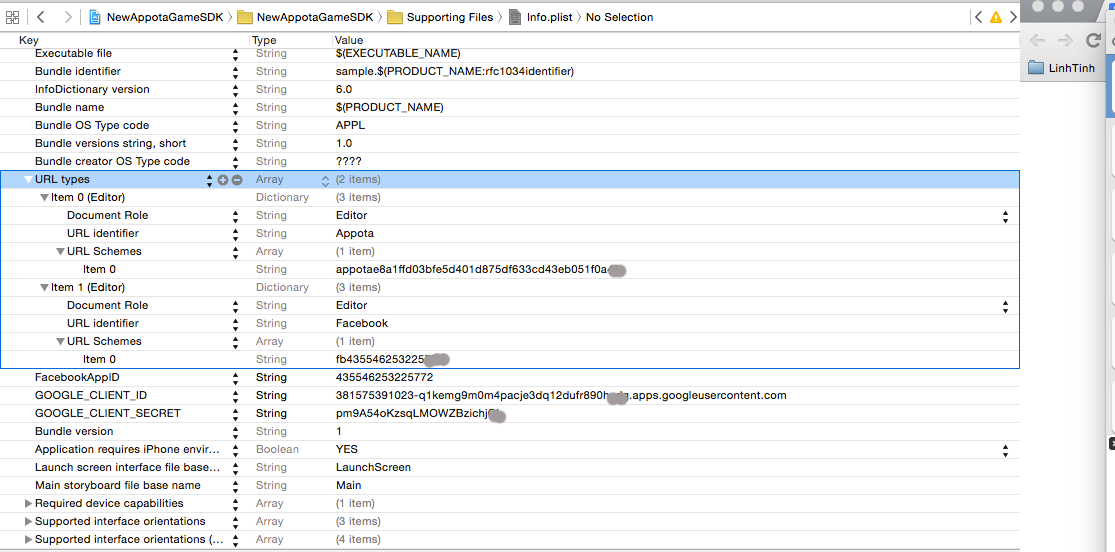 NewAppotaGameSDK NewAppotaGameSDK Supporting Files Info.plist No Selection
Key Type Value
Executable file String $(EXECUTABLE_NAME)
Bundle identifier String sample.$(PRODUCT_NAME:rfc1034identifier)
InfoDictionary version String 6.0
Bundle name String $(PRODUCT_NAME)
Bundle OS Type code String APPL
Bundle versions string, short String 1.0
Bundle creator OS Type code String ????
URL types Array (2 items)
Item 0 (Editor) Dictionary (3 items)
Document Role String Editor
URL identifier String Appota
URL Schemes Array (1 item)
Item 0 String appotae8a1ffd03bfe5d401d875df633cd43eb051f0a
Item 1 (Editor) Dictionary (3 items)
Document Role String Editor
URL identifier String Facebook
URL Schemes Array (1 item)
Item 0 String fb435546253225
FacebookAppID String 435546253225772
GOOGLE_CLIENT_ID String 381575391023-q1kemg9m0m4pacje3dq12dufr890h .apps.googleusercontent.com
GOOGLE_CLIENT_SECRET String pm9A54oKzsqLMOWZBzichj
Bundle version String 1
Application requires iPhone envir... Boolean YES
Launch screen interface file base... String LaunchScreen
Main storyboard file base name String Main
Required device capabilities Array (1 item)
Supported interface orientations Array (3 items)
Supported interface orientations (... Array (4 items)
LinhTinh